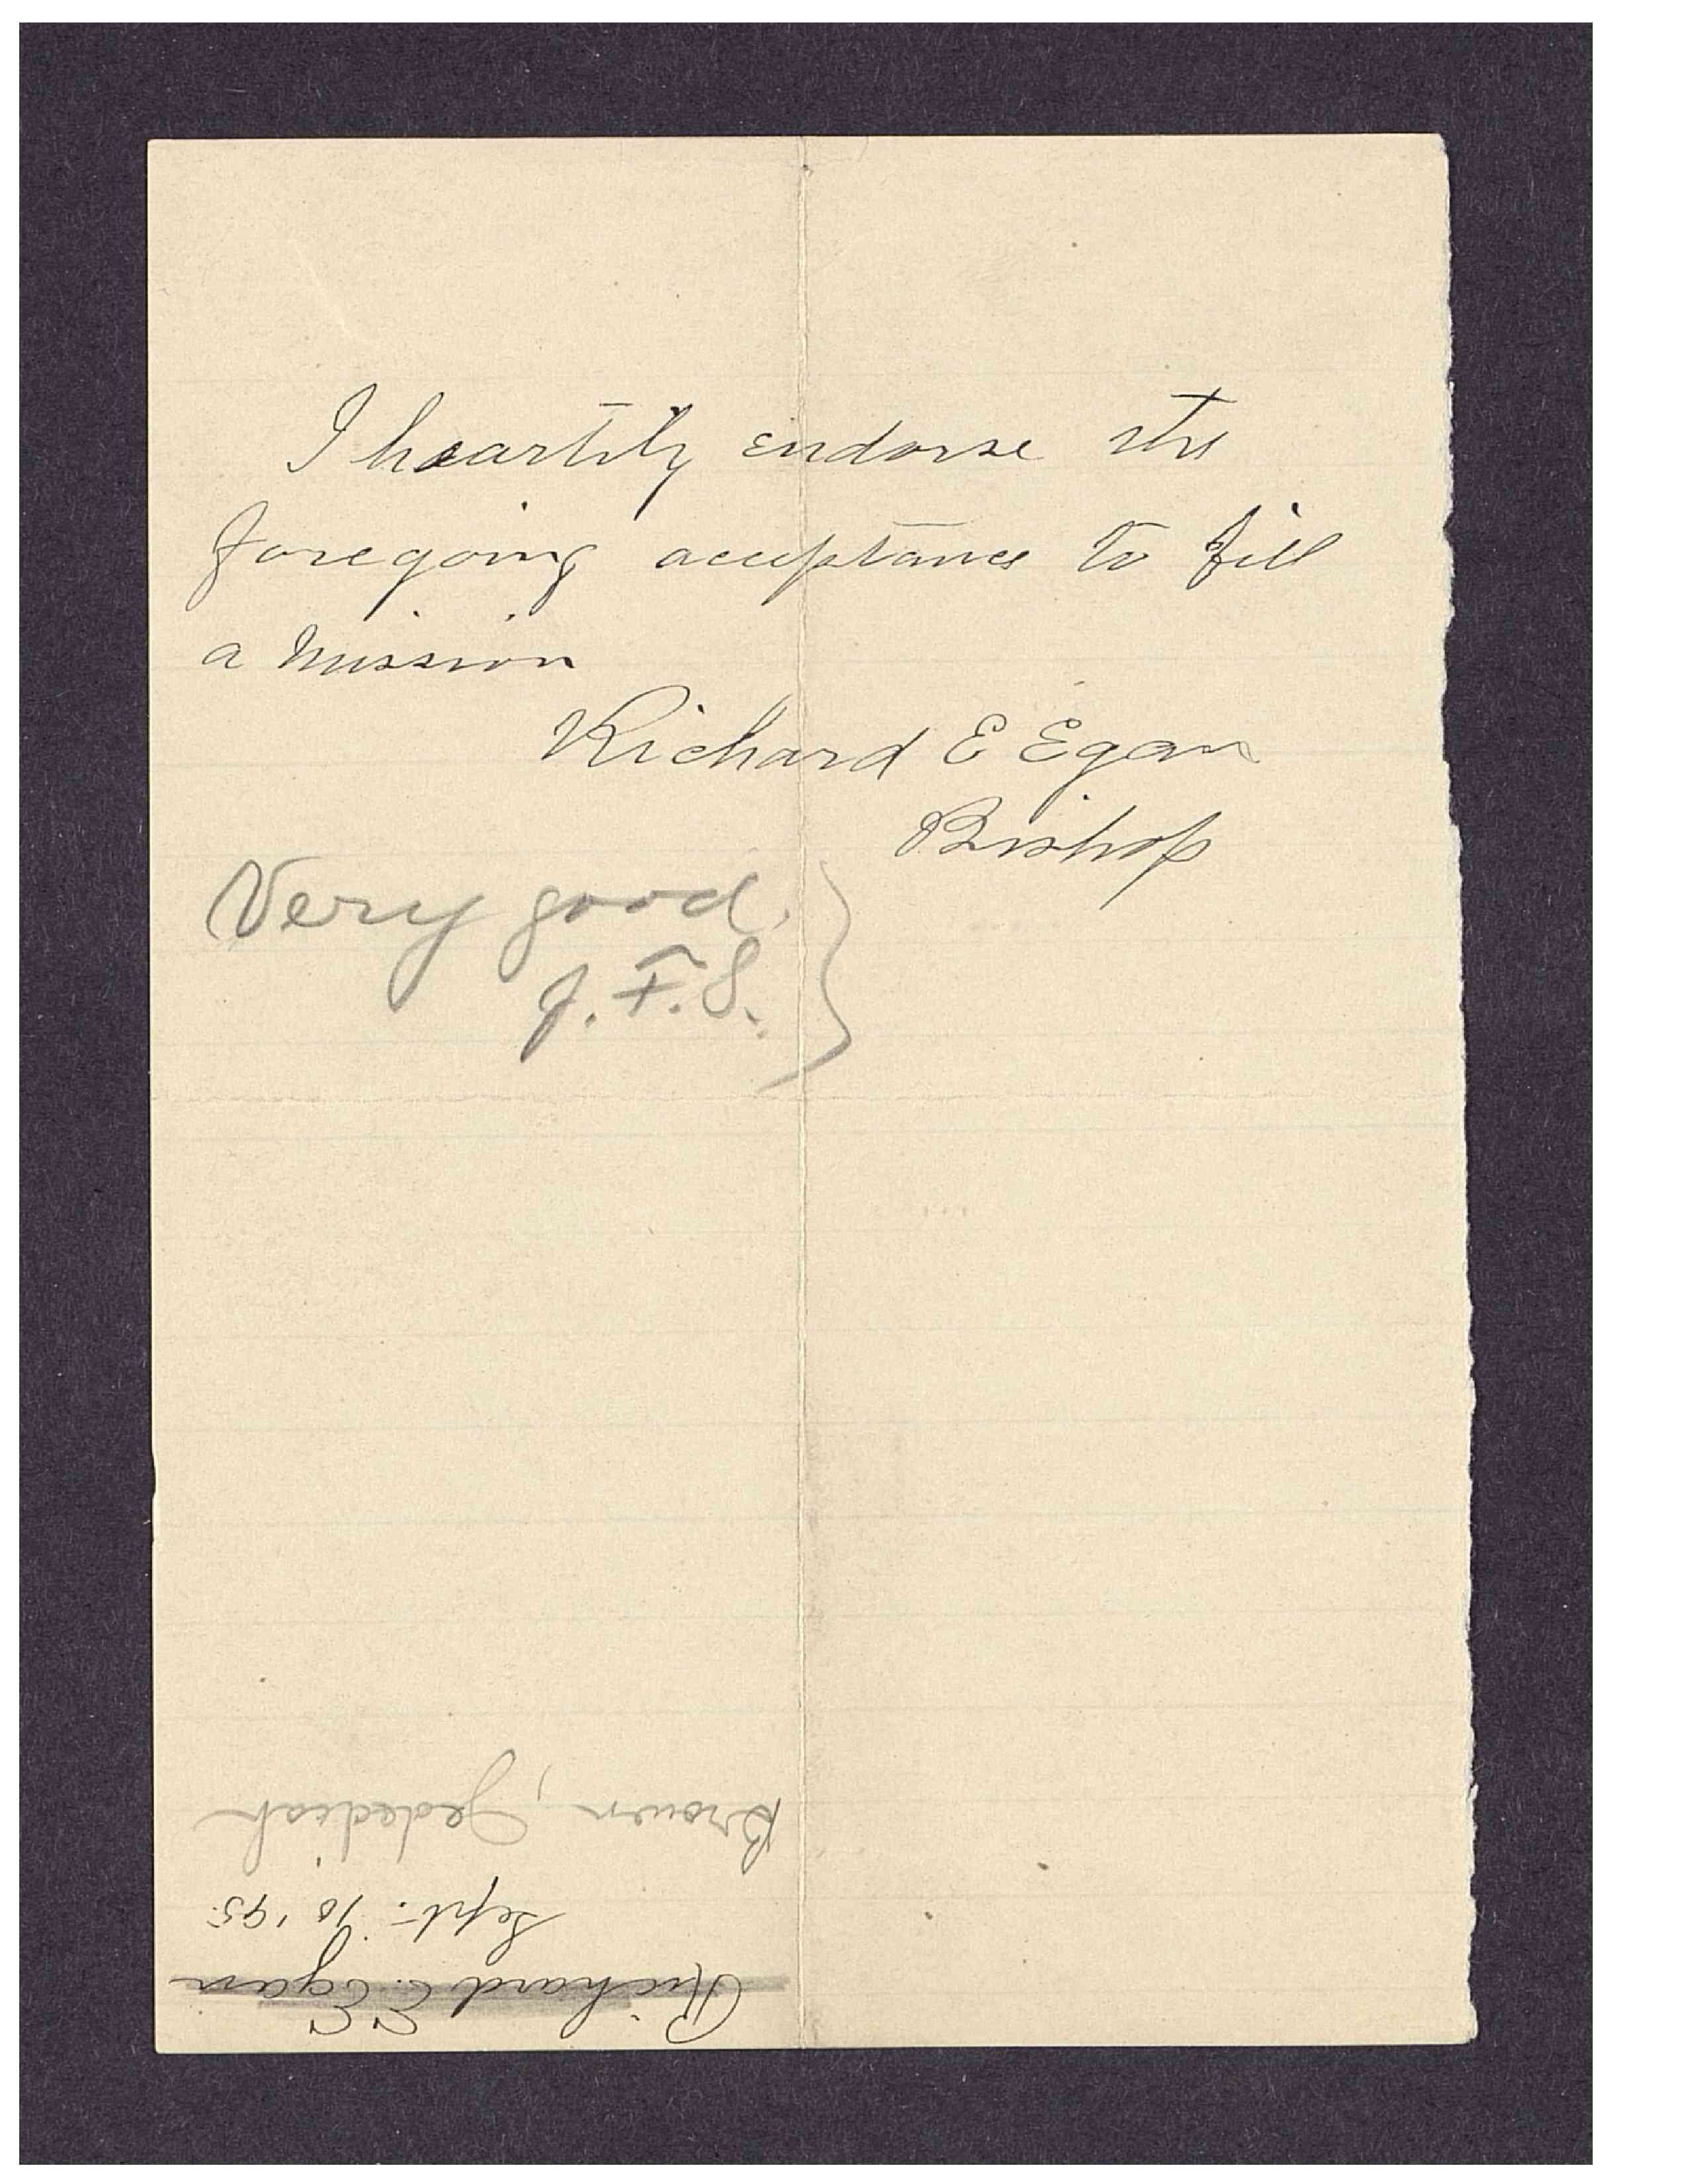 I heartily endorse the
foregoing acceptance to fill
a mission
Richard E Egan
Bishop
Very good.
J. F. S.
Richard E. Egan
Sept. 10 '95
Brown, Jedediah